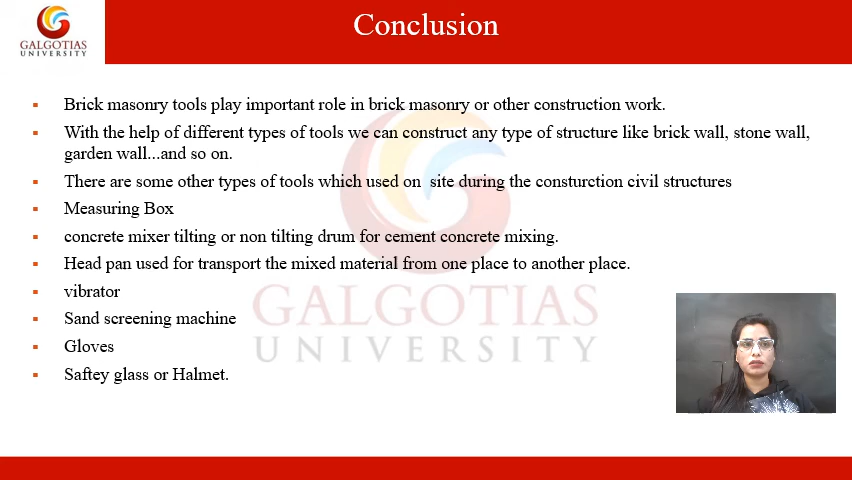 GALGOTIAS
UNIVERSITY
Conclusion
Brick masonry tools play important role in brick masonry or other construction work.
With the help of different types of tools we can construct any type of structure like brick wall, stone wall,
garden wall...and so on.
There are some other types of tools which used on site during the consturction civil structures
Measuring Box
concrete mixer tilting or non tilting drum for cement concrete mixing.
Head pan used for transport the mixed material from one place to another place.
vibrator
Sand screening machine
Gloves
Saftey glass or Halmet.
GALGOTIAS
UNIVERSITY